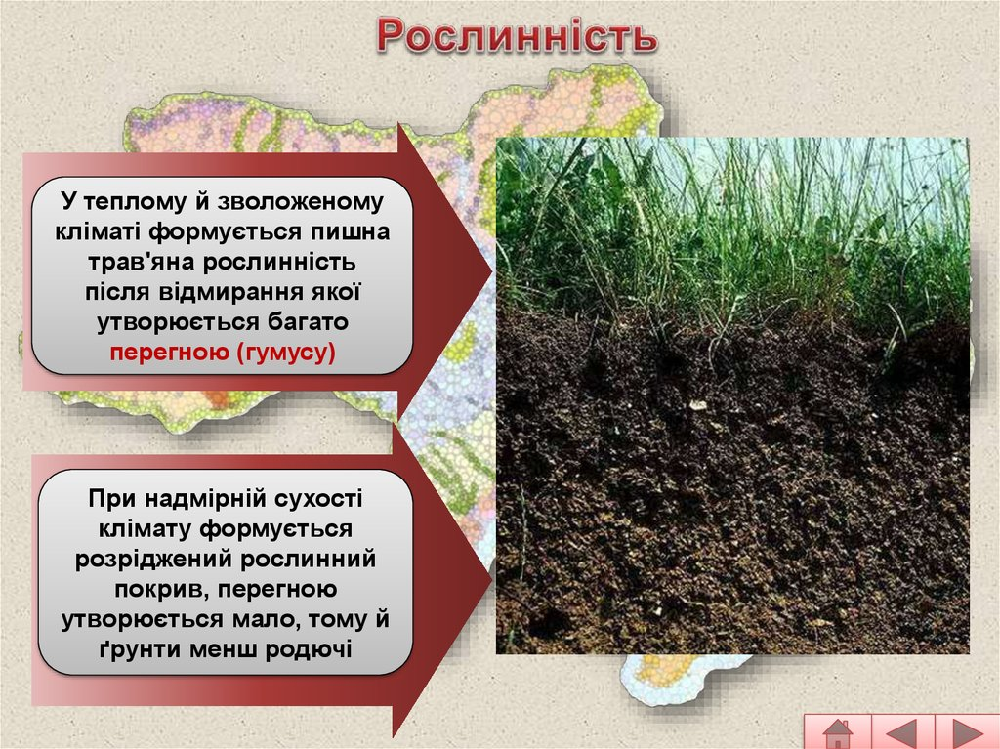 Рослинність
У теплому й зволоженому
кліматі формується пишна
трав'яна рослинність
після відмирання якої
утворюється багато
перегною (гумусу)
При надмірній сухості
клімату формується
розріджений рослинний
покрив, перегною
утворюється мало, тому й
ґрунти менш родючі